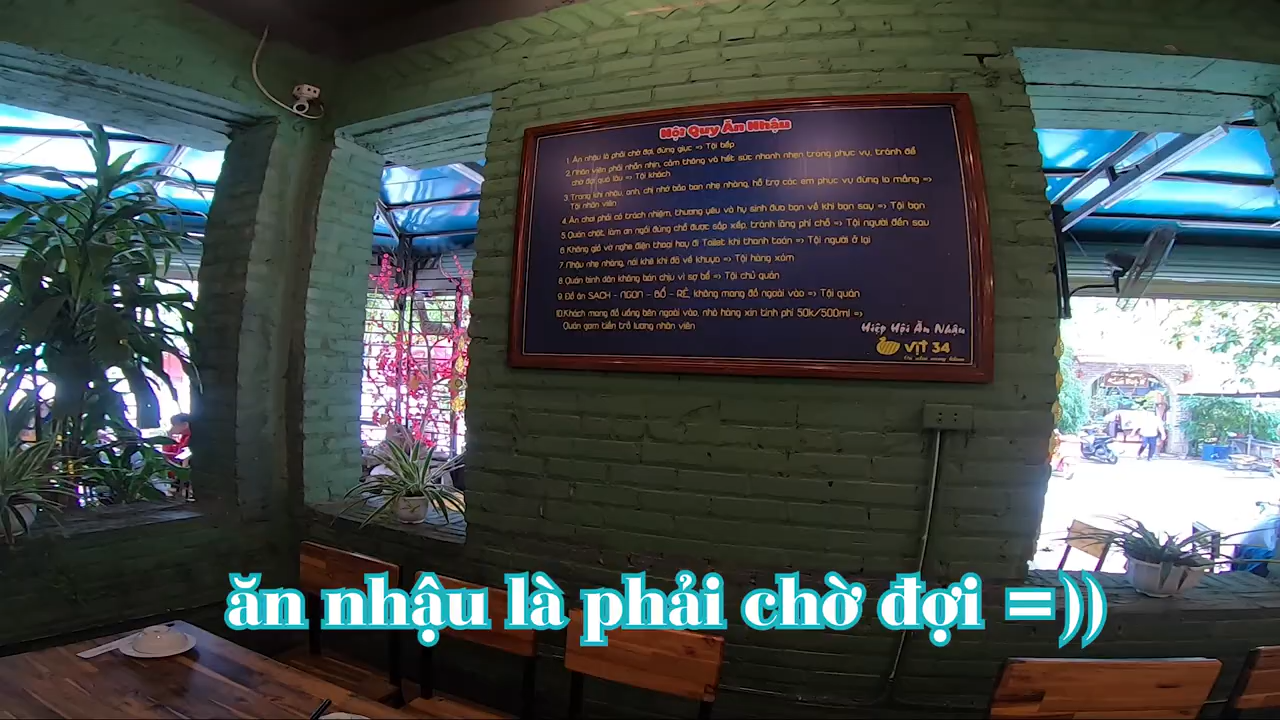 Nội Quy Ăn Nhậu
1. Ăn nhậu là phải chờ đợi, đừng giục => Tội bếp
2. Nhân viên phải nhẫn nhịn, cảm thông và hết sức nhanh nhẹn trong phục vụ, tránh để
chờ đợi quá lâu => Tội khách
3. Trong khi nhậu, anh, chị nhớ bảo ban nhẹ nhàng, hỗ trợ các em phục vụ đừng la mắng =>
Tội nhân viên
4. Ăn chơi phải có trách nhiệm, thương yêu và hy sinh đưa bạn về khi bạn say => Tội bạn
5. Quán chật, làm ơn ngồi đúng chỗ được sắp xếp, tránh lãng phí chỗ => Tội người đến sau
6. Không giả vờ nghe điện thoại hay đi Toilet khi thanh toán => Tội người ở lại
7. Nhậu nhẹ nhàng, nói khẽ khi đã về khuya => Tội hàng xóm
8. Quán bình dân không bán chịu vì sợ bể => Tội chủ quán
9. Đồ ăn SẠCH - NGON - BỔ - RẺ, không mang đồ ngoài vào => Tội quán
10. Khách mang đồ uống bên ngoài vào, nhà hàng xin tính phí 50k/500ml =>
Quán gom tiền trả lương nhân viên
Hiệp Hội Ăn Nhậu
VỊT 34
ăn nhậu là phải chờ đợi =))